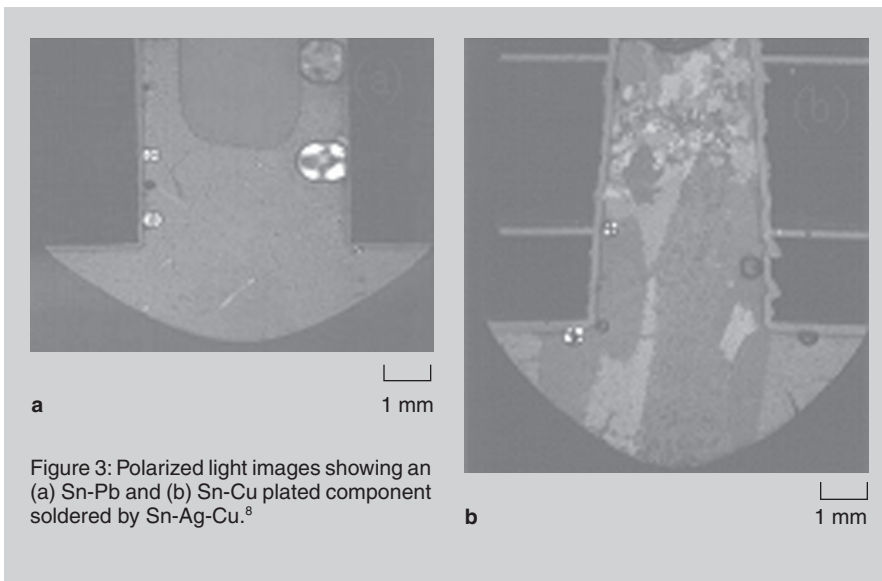 (a)
(b)
a
1 mm
Figure 3: Polarized light images showing an
(a) Sn-Pb and (b) Sn-Cu plated component
soldered by Sn-Ag-Cu.8
b
1 mm